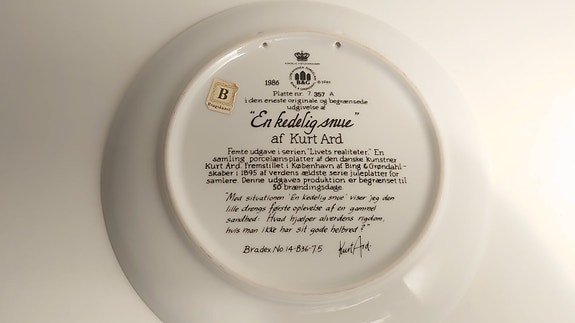 1986
B&G
© 1986
Platte nr. 7.357 A
i den eneste originale og begrænsede
udgivelse af
"En kedelig snue"
af Kurt Ard
Femte udgave i serien "Livets realiteter." En
samling porcelænsplatter af den danske kunstner
Kurt Ard. Fremstillet i København af Bing & Grøndahl-
skaber i 1895 af verdens ældste serie juleplatter for
samlere. Denne udgaves produktion er begrænset til
50 brændingsdage.
"Med situationen 'En kedelig snue' viser jeg den
lille drengs første oplevelse af en gammel
sandhed: Hvad hjælper alverdens rigdom,
hvis man ikke har sit gode helbred?"
Bradex No. 14-B36-7.5
Kurt Ard.
B